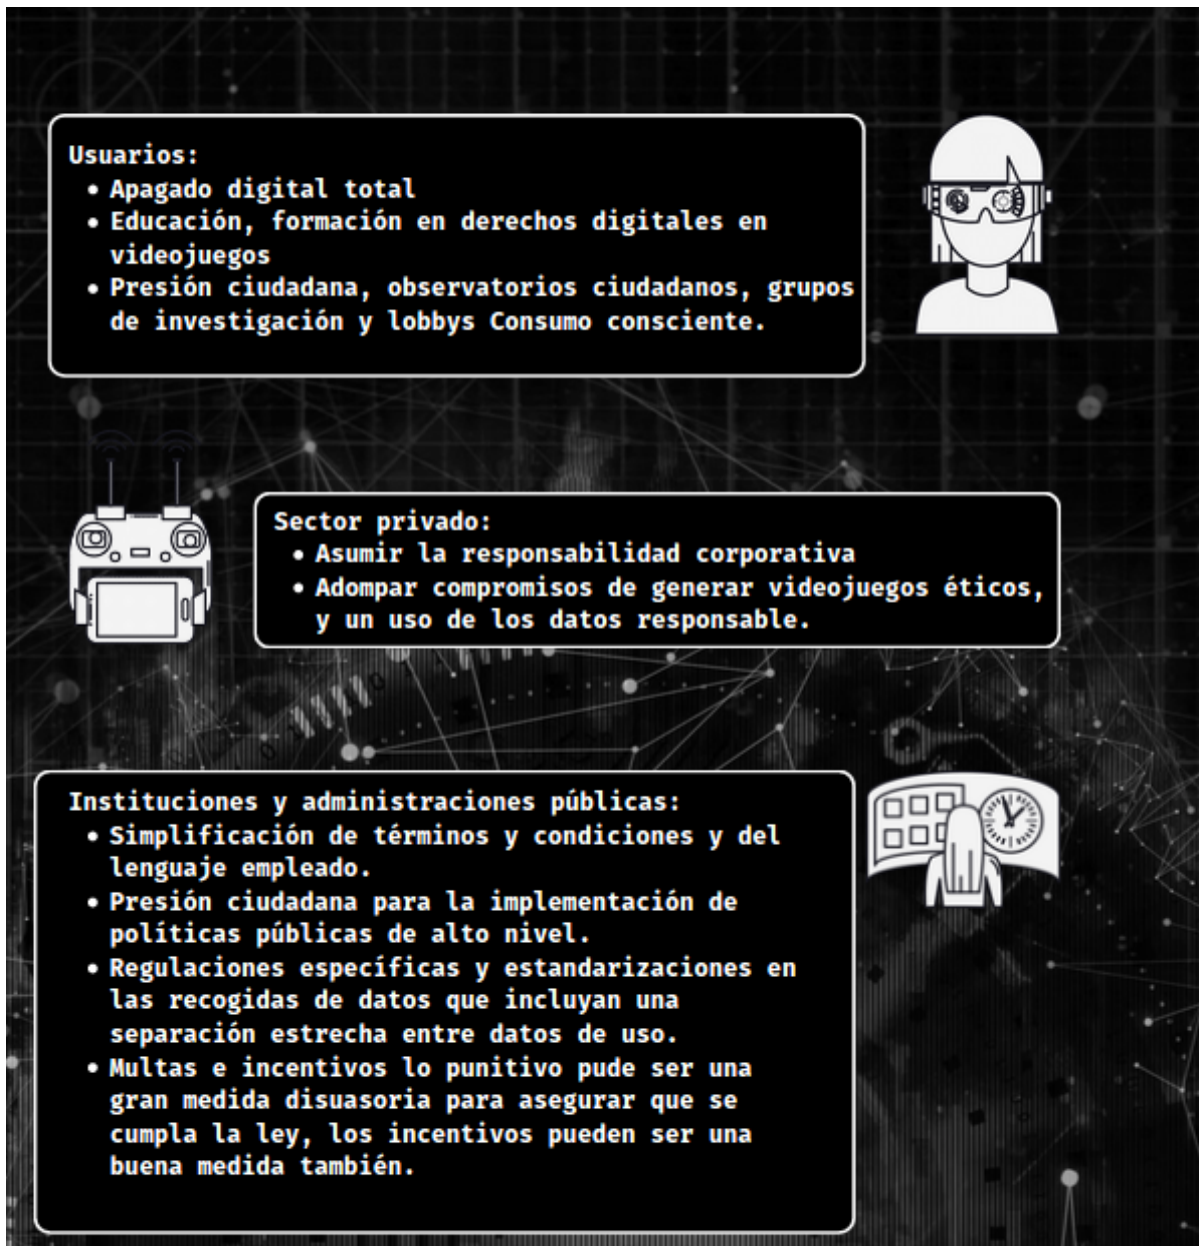 Usuarios:
• Apagado digital total
• Educación, formación en derechos digitales en
videojuegos
• Presión ciudadana, observatorios ciudadanos, grupos
de investigación y lobbys Consumo consciente.
Sector privado:
• Asumir la responsabilidad corporativa
• Adompar compromisos de generar videojuegos éticos,
y un uso de los datos responsable.
Instituciones y administraciones públicas:
• Simplificación de términos y condiciones y del
lenguaje empleado.
• Presión ciudadana para la implementación de
políticas públicas de alto nivel.
• Regulaciones específicas y estandarizaciones en
las recogidas de datos que incluyan una
separación estrecha entre datos de uso.
• Multas e incentivos lo punitivo pude ser una
gran medida disuasoria para asegurar que se
cumpla la ley, los incentivos pueden ser una
buena medida también.